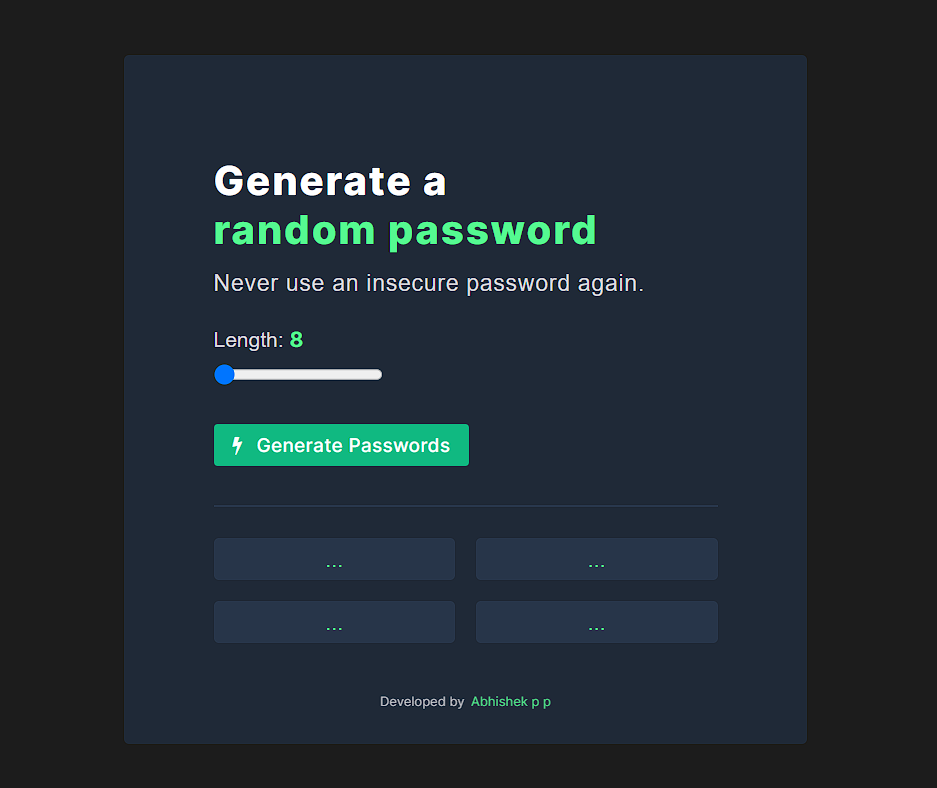 Generate a
random password
Never use an insecure password again.
Length: 8
Generate Passwords
... ...
... ...
Developed by Abhishek p p